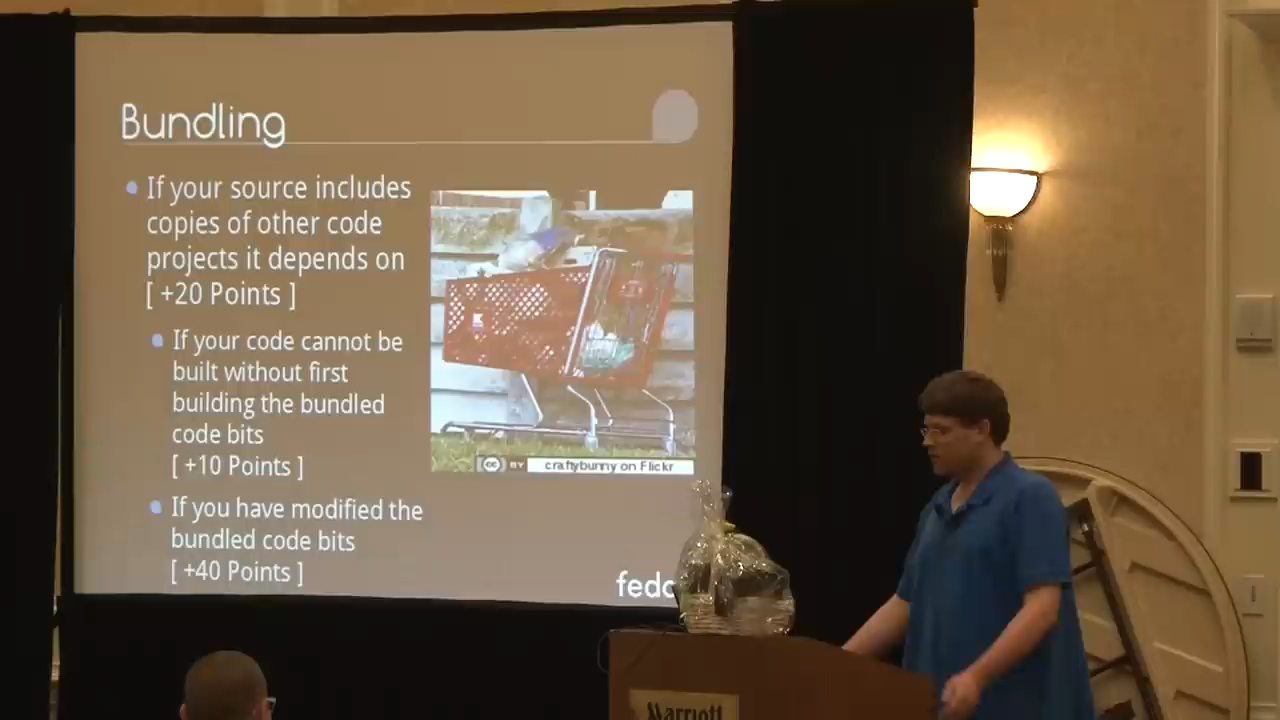 Bundling
If your source includes
copies of other code
projects it depends on
[ +20 Points ]
If your code cannot be
built without first
building the bundled
code bits
[ +10 Points ]
If you have modified the
bundled code bits
[ +40 Points ]
cc BY craftybunny on Flickr
fedo
Marriott